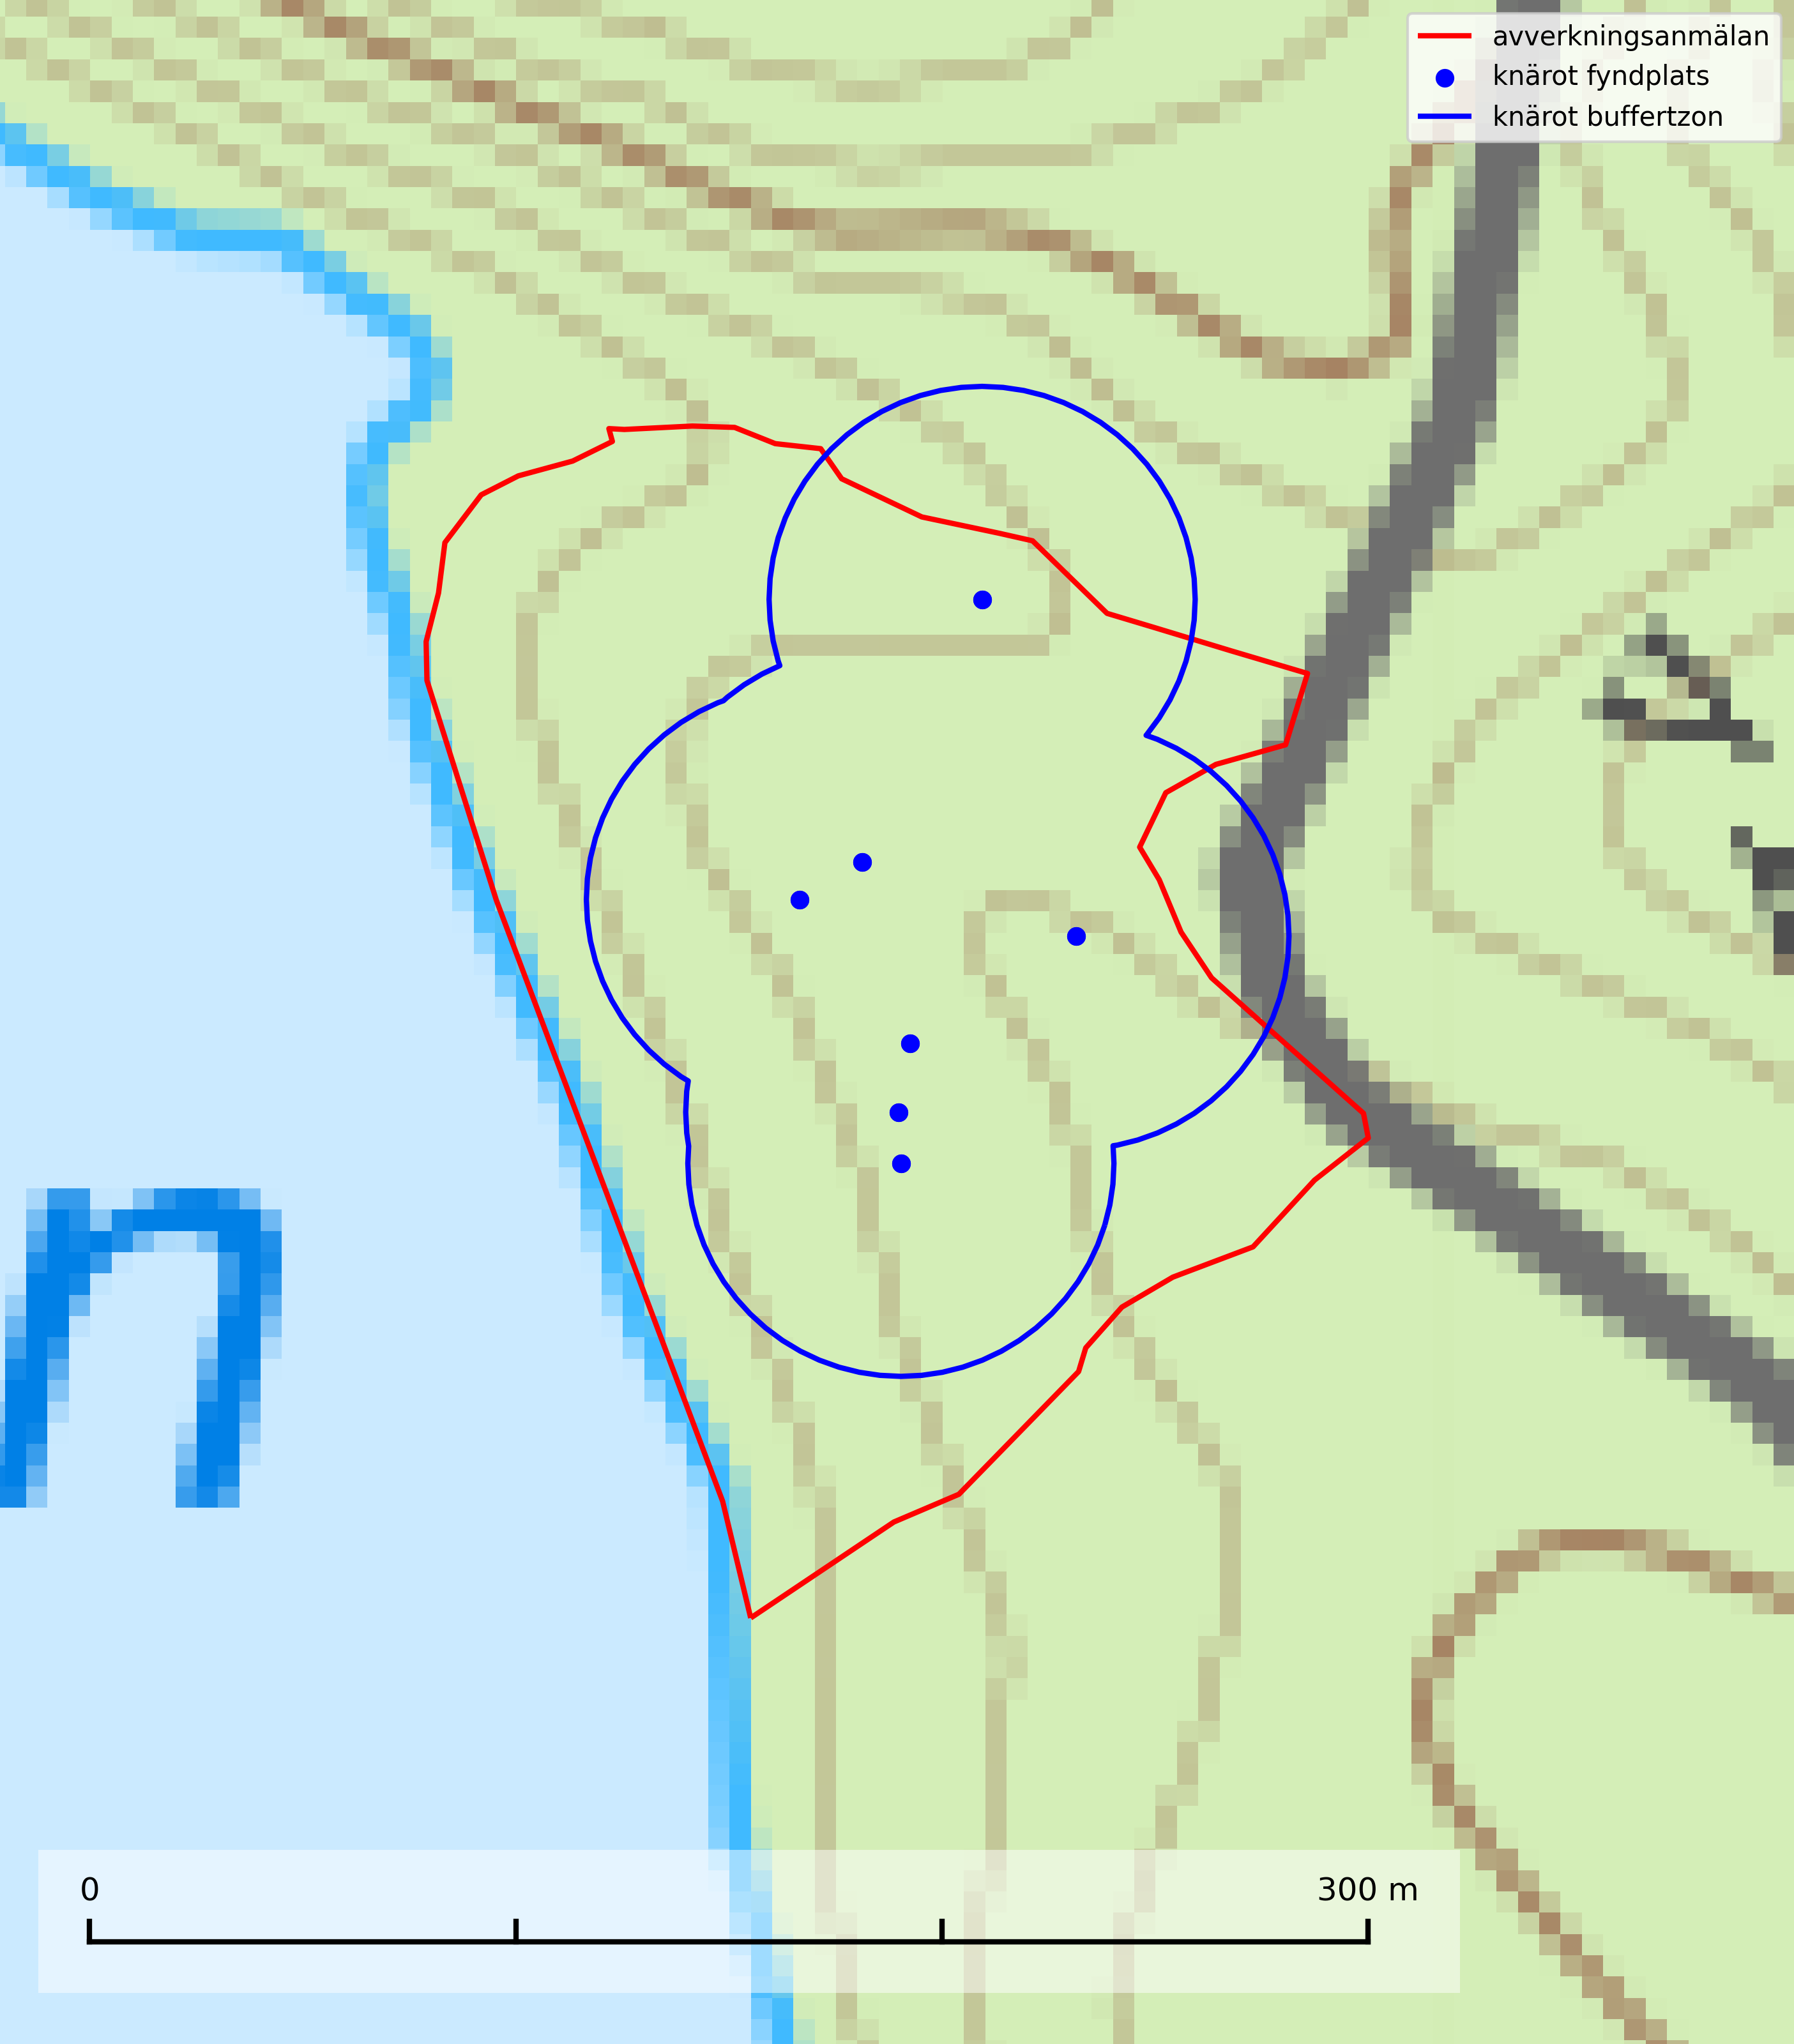 avverkningsanmälan
knärot fyndplats
knärot buffertzon
0
300 m